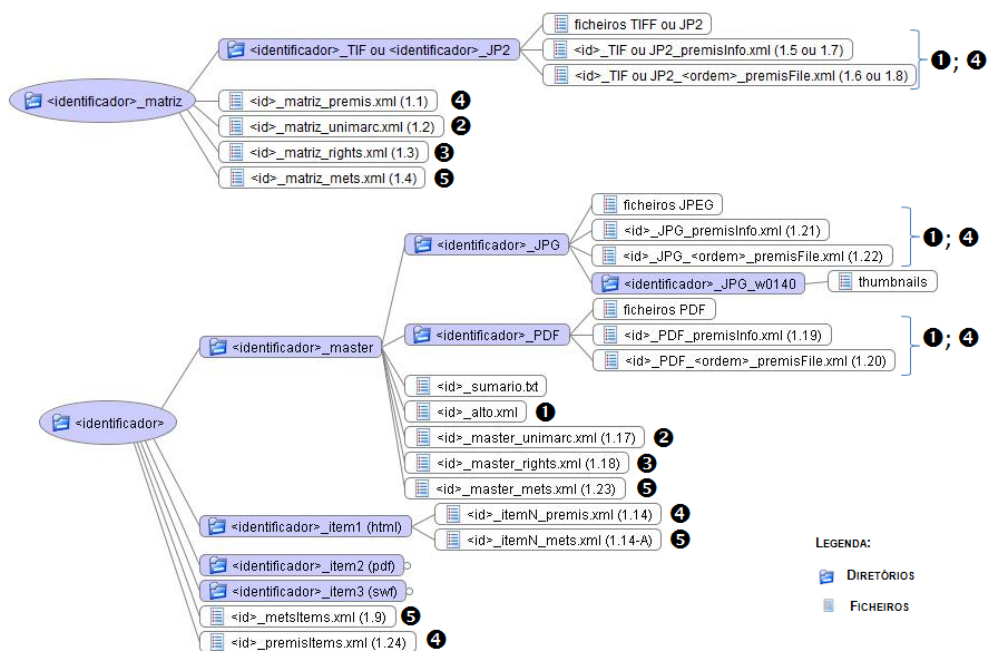 ficheiros TIFF ou JP2
<identificador>_TIF ou <identificador>_JP2
<id>_TIF ou JP2_premisInfo.xml (1.5 ou 1.7)
❶; ❹
<id>_TIF ou JP2_<ordem>_premisFile.xml (1.6 ou 1.8)
<identificador>_matriz
<id>_matriz_premis.xml (1.1) ❹
<id>_matriz_unimarc.xml (1.2) ❷
<id>_matriz_rights.xml (1.3) ❸
<id>_matriz_mets.xml (1.4) ❺
ficheiros JPEG
<identificador>_JPG
<id>_JPG_premisInfo.xml (1.21)
❶; ❹
<id>_JPG_<ordem>_premisFile.xml (1.22)
<identificador>_JPG_w0140
thumbnails
ficheiros PDF
<identificador>_master
<identificador>_PDF
<id>_PDF_premisInfo.xml (1.19)
❶; ❹
<id>_PDF_<ordem>_premisFile.xml (1.20)
<id>_sumario.txt
<id>_alto.xml ❶
<identificador>
<id>_master_unimarc.xml (1.17) ❷
<id>_master_rights.xml (1.18) ❸
<id>_master_mets.xml (1.23) ❺
<identificador>_item1 (html)
<id>_itemN_premis.xml (1.14) ❹
<id>_itemN_mets.xml (1.14-A) ❺
<identificador>_item2 (pdf)
<identificador>_item3 (swf)
<id>_metsItems.xml (1.9) ❺
<id>_premisItems.xml (1.24) ❹
LEGENDA:
DIRETÓRIOS
FICHEIROS